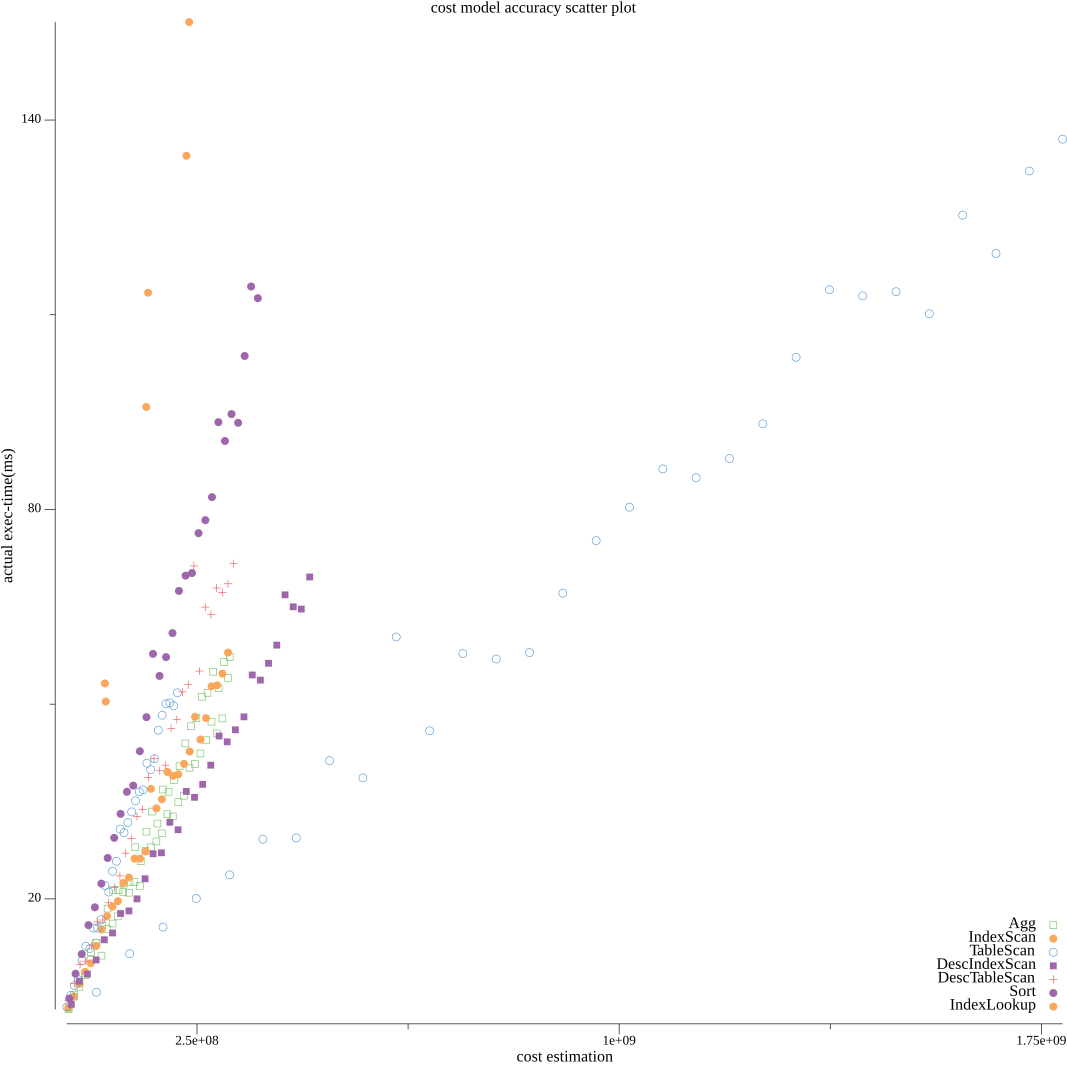 cost model accuracy scatter plot
140
80
20
actual exec-time(ms)
Agg
IndexScan
TableScan
DescIndexScan
DescTableScan
Sort
IndexLookup
2.5e+08
1e+09
1.75e+09
cost estimation